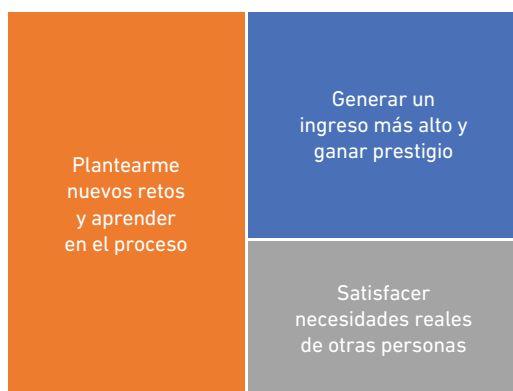 Plantearme
nuevos retos
y aprender
en el proceso
Generar un
ingreso más alto y
ganar prestigio
Satisfacer
necesidades reales
de otras personas